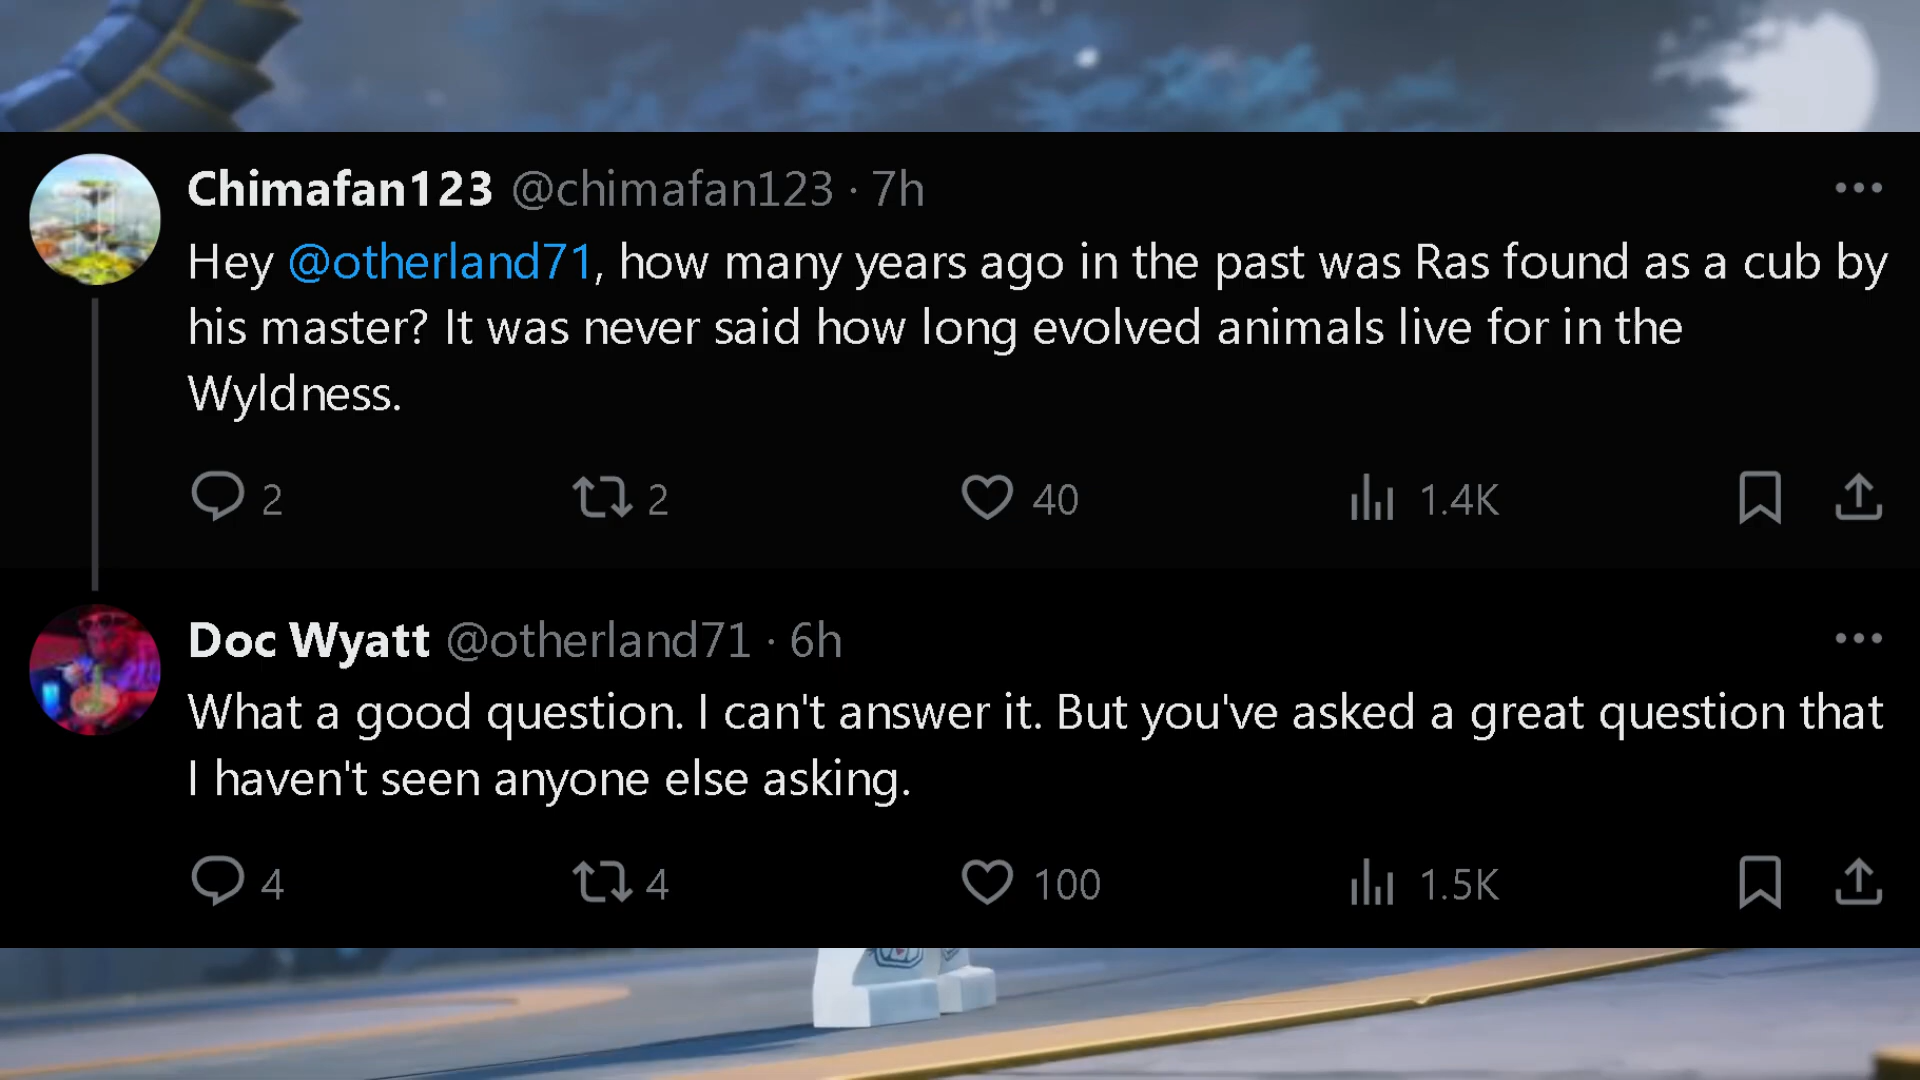 Chimafan123 @chimafan123 · 7h
Hey @otherland71, how many years ago in the past was Ras found as a cub by
his master? It was never said how long evolved animals live for in the
Wyldness.
2 2 40 1.4K
Doc Wyatt @otherland71 · 6h
What a good question. I can't answer it. But you've asked a great question that
I haven't seen anyone else asking.
4 4 100 1.5K